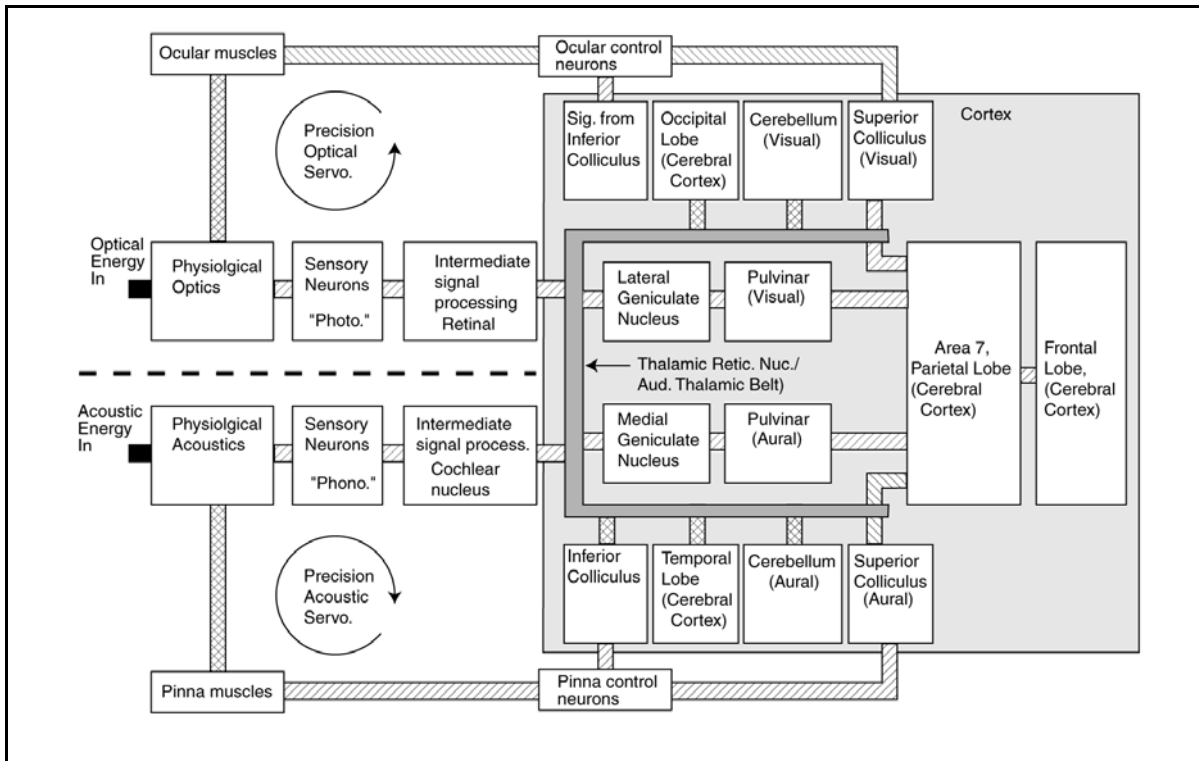 Ocular muscles
Ocular control
neurons
Precision
Optical
Servo.
Sig. from
Inferior
Colliculus
Occipital
Lobe
(Cerebral
Cortex)
Cerebellum
(Visual)
Superior
Colliculus
(Visual)
Cortex
Optical
Energy
In
Physiolgical
Optics
Sensory
Neurons
"Photo."
Intermediate
signal
processing
Retinal
Lateral
Geniculate
Nucleus
Pulvinar
(Visual)
Thalamic Retic. Nuc./
Aud. Thalamic Belt)
Area 7,
Parietal Lobe
(Cerebral
Cortex)
Frontal
Lobe,
(Cerebral
Cortex)
Acoustic
Energy
In
Physiolgical
Acoustics
Sensory
Neurons
"Phono."
Intermediate
signal process.
Cochlear
nucleus
Medial
Geniculate
Nucleus
Pulvinar
(Aural)
Precision
Acoustic
Servo.
Inferior
Colliculus
Temporal
Lobe
(Cerebral
Cortex)
Cerebellum
(Aural)
Superior
Colliculus
(Aural)
Pinna muscles
Pinna control
neurons